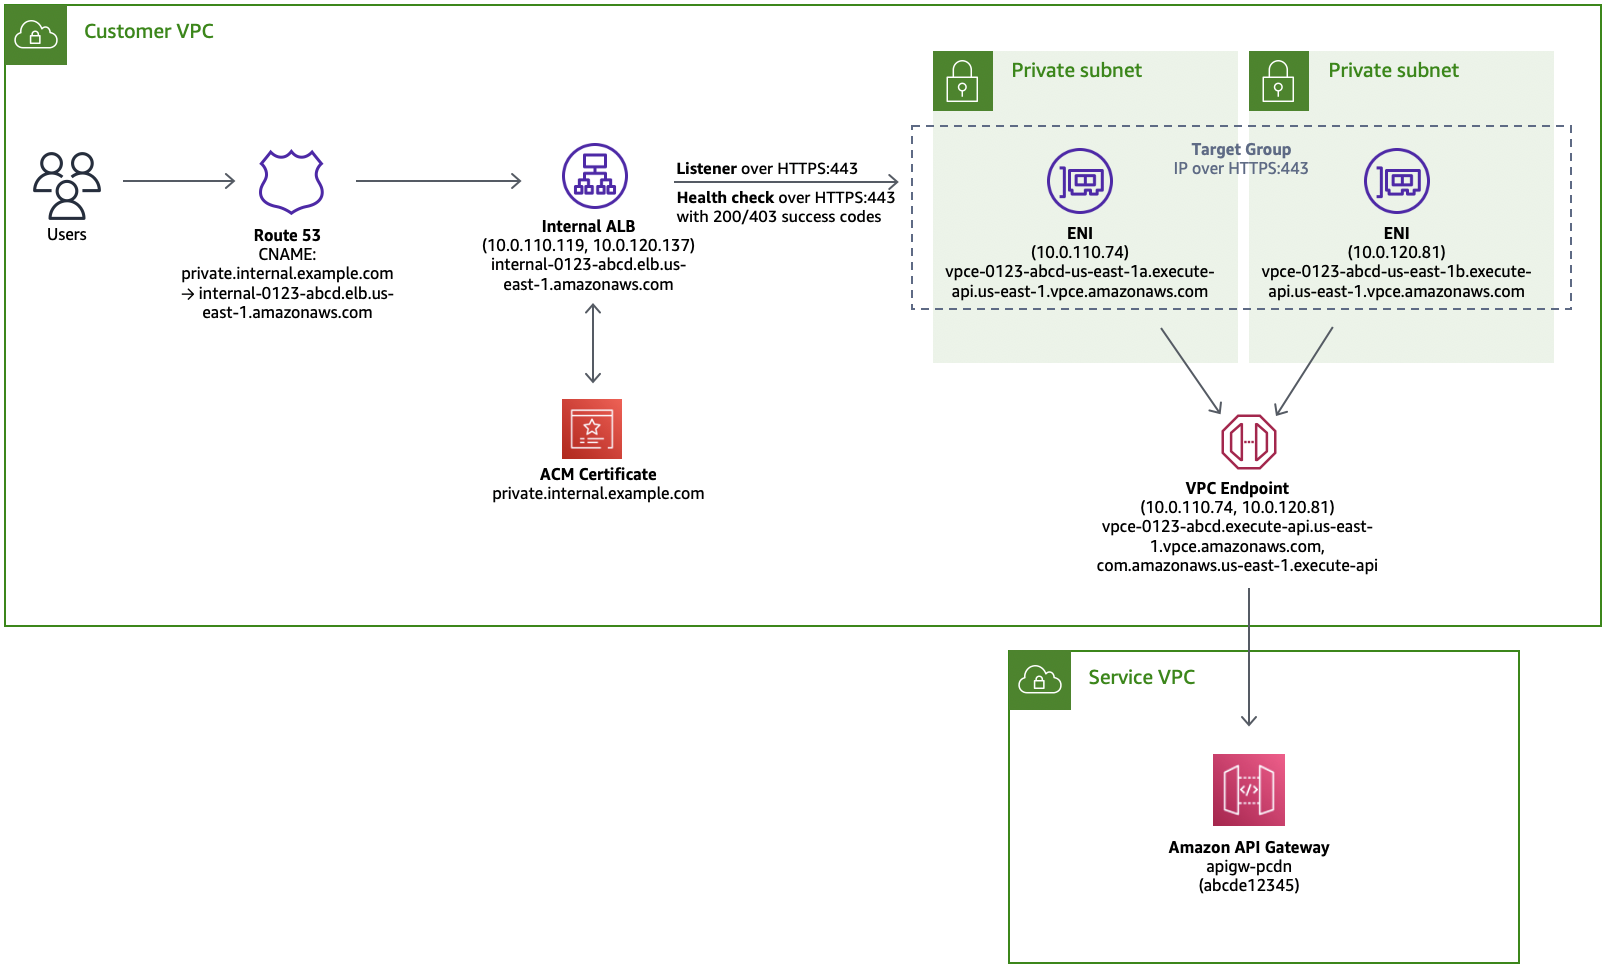 Customer VPC
Private subnet
Private subnet
Users
Route 53
CNAME:
private.internal.example.com
→ internal-0123-abcd.elb.us-
east-1.amazonaws.com
Internal ALB
(10.0.110.119, 10.0.120.137)
internal-0123-abcd.elb.us-
east-1.amazonaws.com
Listener over HTTPS:443
Health check over HTTPS:443
with 200/403 success codes
Target Group
IP over HTTPS:443
ENI
(10.0.110.74)
vpce-0123-abcd-us-east-1a.execute-
api.us-east-1.vpce.amazonaws.com
ENI
(10.0.120.81)
vpce-0123-abcd-us-east-1b.execute-
api.us-east-1.vpce.amazonaws.com
ACM Certificate
private.internal.example.com
VPC Endpoint
(10.0.110.74, 10.0.120.81)
vpce-0123-abcd.execute-api.us-east-
1.vpce.amazonaws.com,
com.amazonaws.us-east-1.execute-api
Service VPC
</>
Amazon API Gateway
apigw-pcdn
(abcde12345)